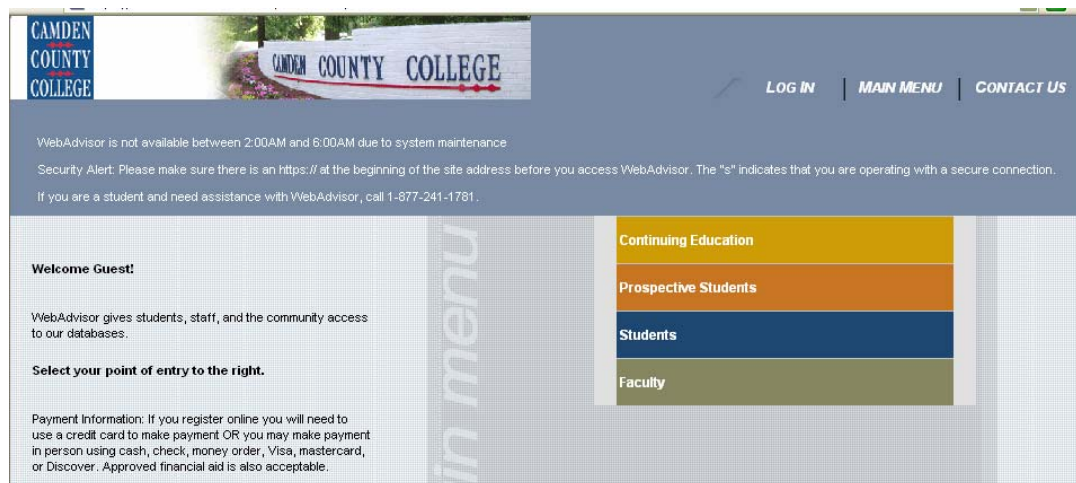 CAMDEN
COUNTY
COLLEGE
CAMDEN COUNTY COLLEGE
LOG IN
MAIN MENU
CONTACT US
WebAdvisor is not available between 2:00AM and 6:00AM due to system maintenance
Security Alert: Please make sure there is an https:// at the beginning of the site address before you access WebAdvisor. The "s" indicates that you are operating with a secure connection.
If you are a student and need assistance with WebAdvisor, call 1-877-241-1781.
Welcome Guest!
WebAdvisor gives students, staff, and the community access
to our databases.
Select your point of entry to the right.
Payment Information: If you register online you will need to
use a credit card to make payment OR you may make payment
in person using cash, check, money order, Visa, mastercard,
or Discover. Approved financial aid is also acceptable.
in menu
Continuing Education
Prospective Students
Students
Faculty